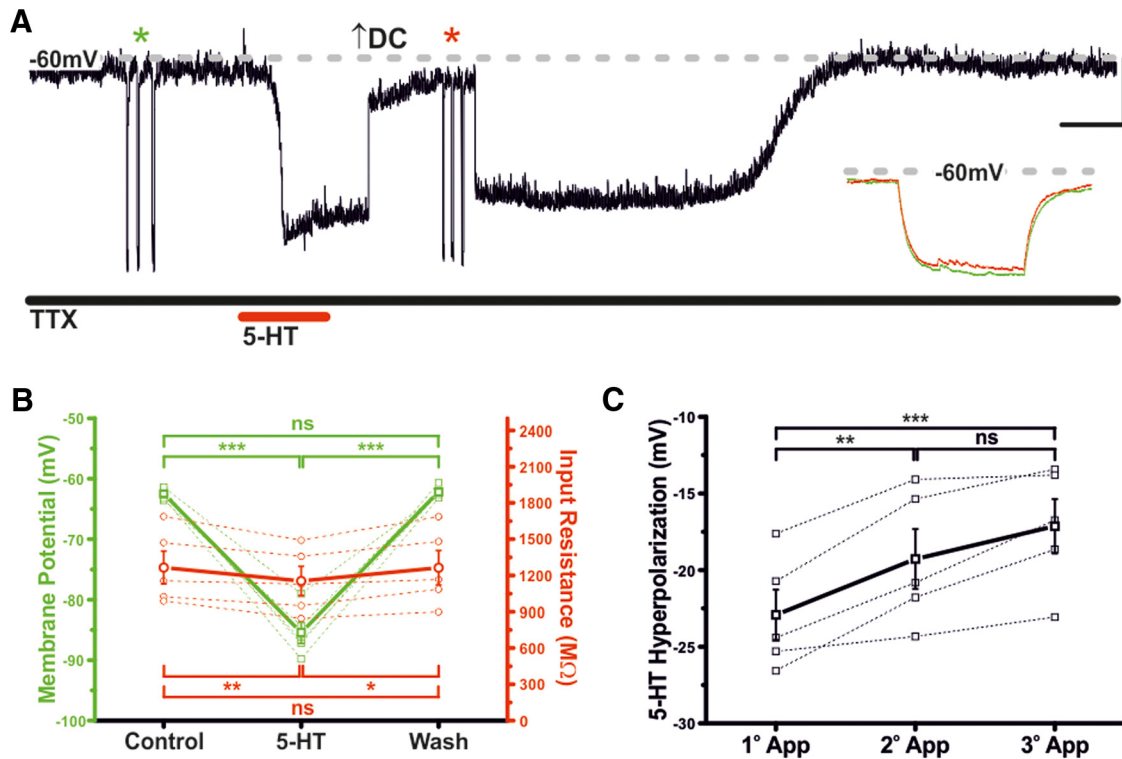 A
* ↑DC *
-60mV
-60mV
TTX
5-HT
B
Membrane Potential (mV)
-50
-60
-70
-80
-90
-100
ns
*** ***
** *
ns
Control 5-HT Wash
2400
2100
1800
1500
1200
900
600
300
0
Input Resistance (MΩ)
C
5-HT Hyperpolarization (mV)
-10
-15
-20
-25
-30
***
** ns
1° App 2° App 3° App